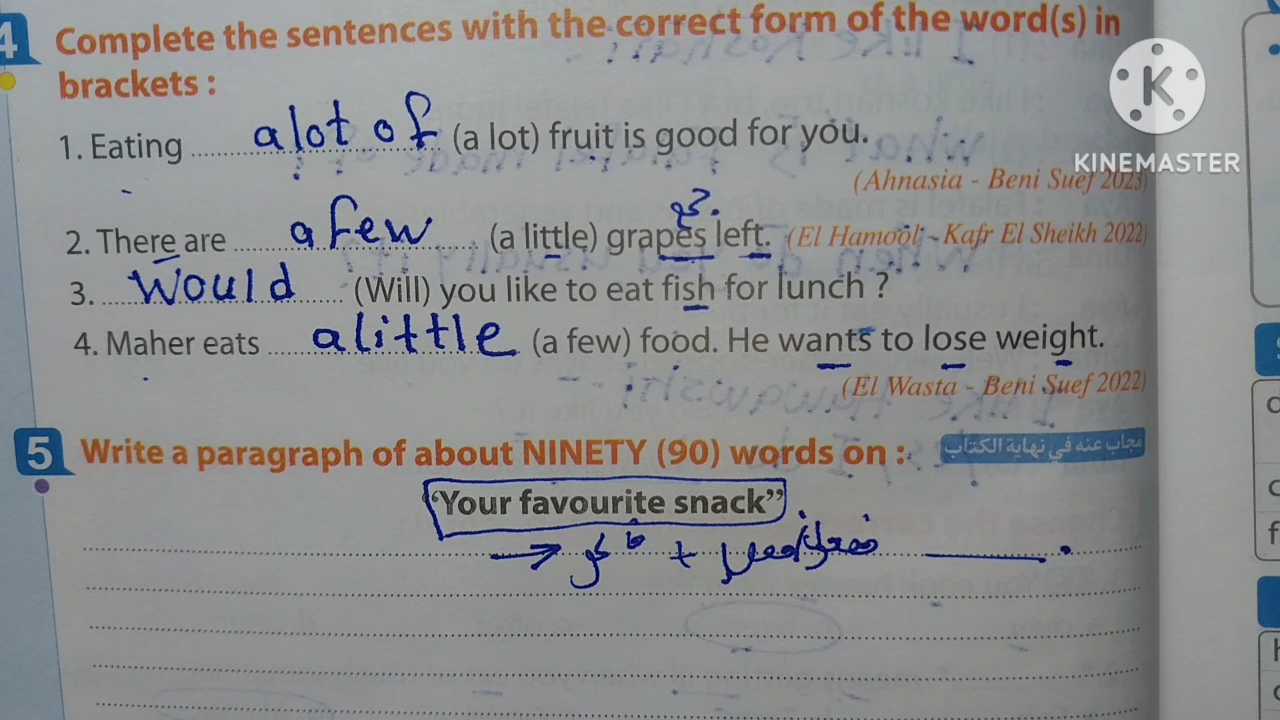 4 Complete the sentences with the correct form of the word(s) in
brackets :
KINEMASTER
1. Eating a lot of (a lot) fruit is good for you.
(Ahnasia - Beni Suef 2023)
2. There are a few (a little) grapes left. (El Hamool - Kafr El Sheikh 2022)
3. Would (Will) you like to eat fish for lunch ?
4. Maher eats a little (a few) food. He wants to lose weight.
(El Wasta - Beni Suef 2022)
5 Write a paragraph of about NINETY (90) words on : مجاب عنه في نهاية الكتاب
“Your favourite snack”